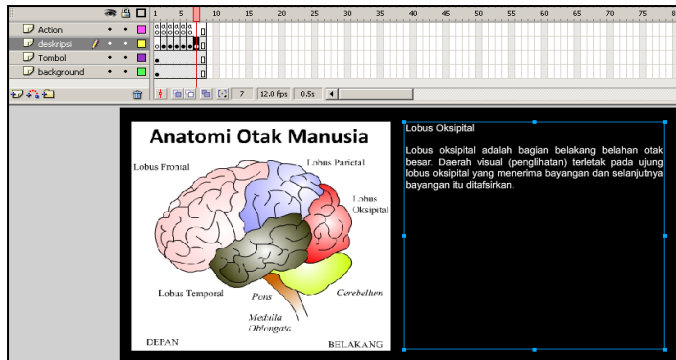 1 5 10 15 20 25 30 35 40 45 50 55 60 65 70 75 8
Action
deskripsi
Tombol
background
7 12.0 fps 0.5s
Anatomi Otak Manusia
Lobus Frontal
Lobus Parietal
Lobus
Oksipital
Lobus Temporal
Pons
Cerebellum
Medulla
Oblongata
DEPAN
BELAKANG
Lobus Oksipital
Lobus oksipital adalah bagian belakang belahan otak
besar. Daerah visual (penglihatan) terletak pada ujung
lobus oksipital yang menerima bayangan dan selanjutnya
bayangan itu ditafsirkan.